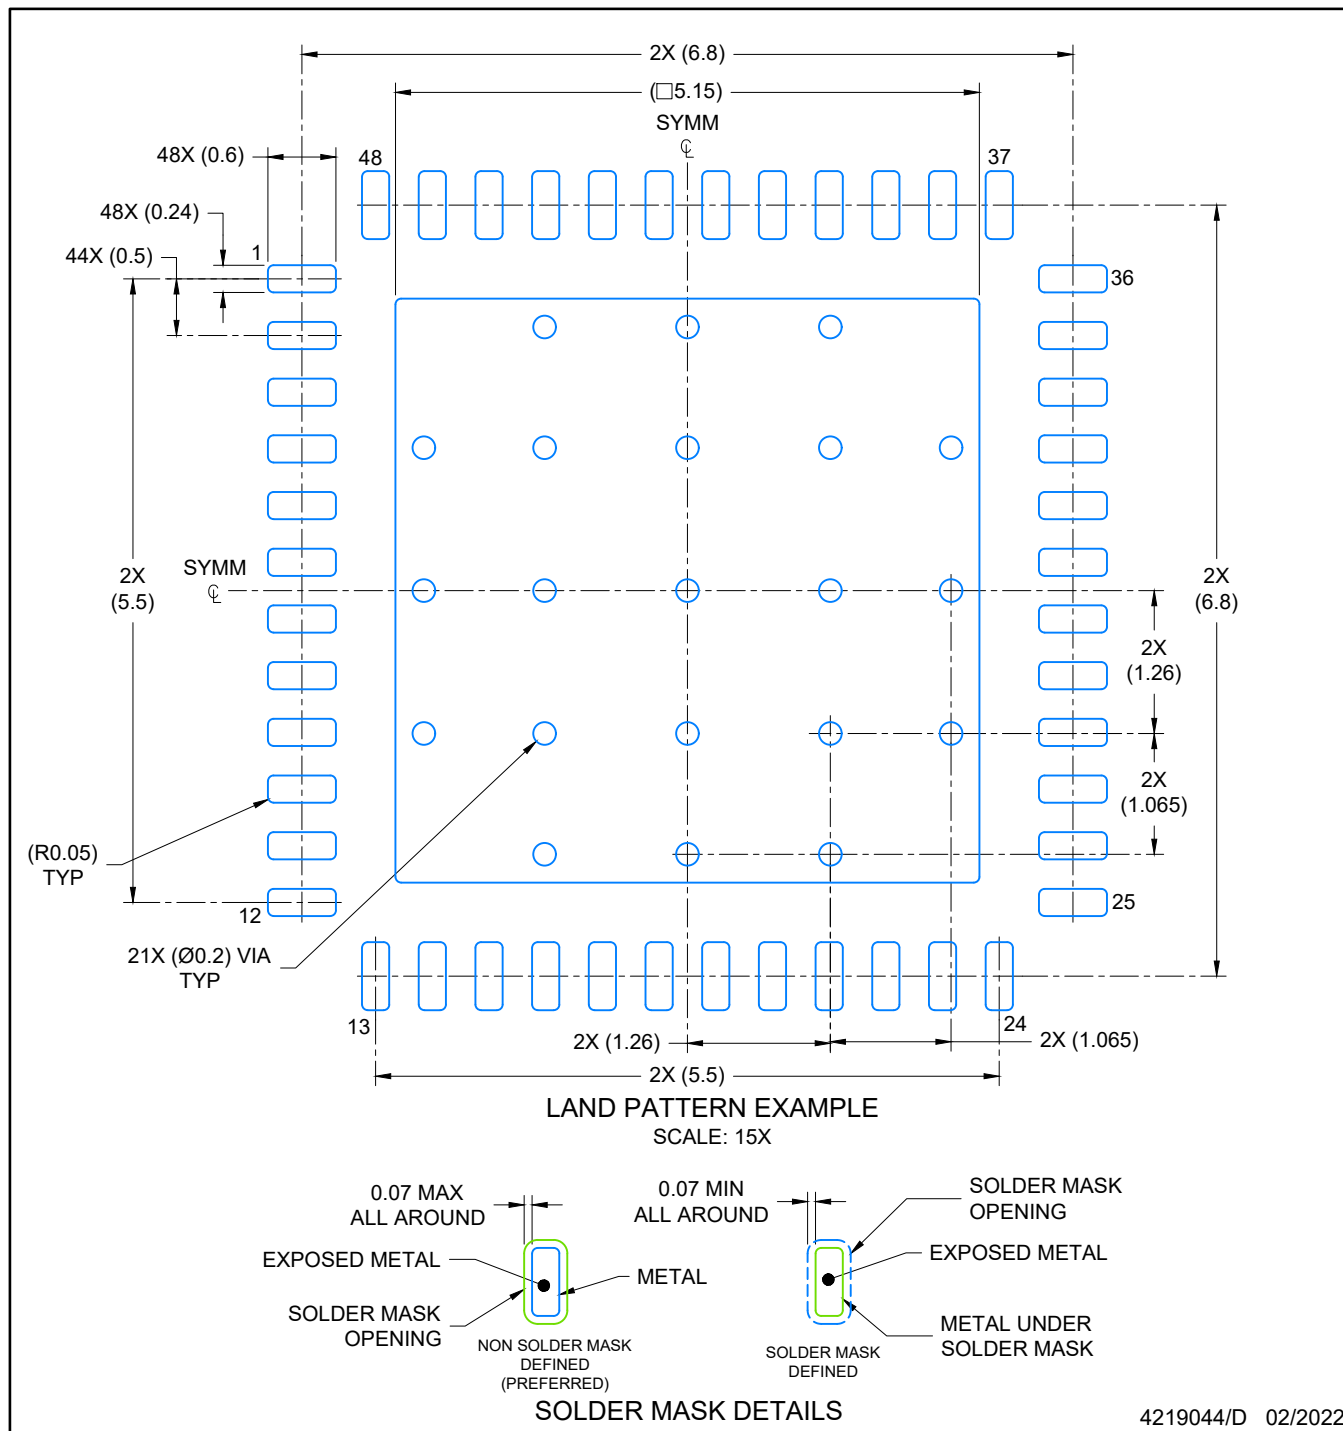 2X (6.8)
(□5.15)
SYMM
℄
48X (0.6)
48
37
48X (0.24)
1
44X (0.5)
36
SYMM
℄
2X
(5.5)
2X
(6.8)
2X
(1.26)
2X
(1.065)
(R0.05)
TYP
12
25
21X (Ø0.2) VIA
TYP
13
24
2X (1.26)
2X (1.065)
2X (5.5)
LAND PATTERN EXAMPLE
SCALE: 15X
0.07 MAX
ALL AROUND
0.07 MIN
ALL AROUND
SOLDER MASK
OPENING
EXPOSED METAL
EXPOSED METAL
METAL
SOLDER MASK
OPENING
METAL UNDER
SOLDER MASK
NON SOLDER MASK
DEFINED
(PREFERRED)
SOLDER MASK
DEFINED
SOLDER MASK DETAILS
4219044/D 02/2022